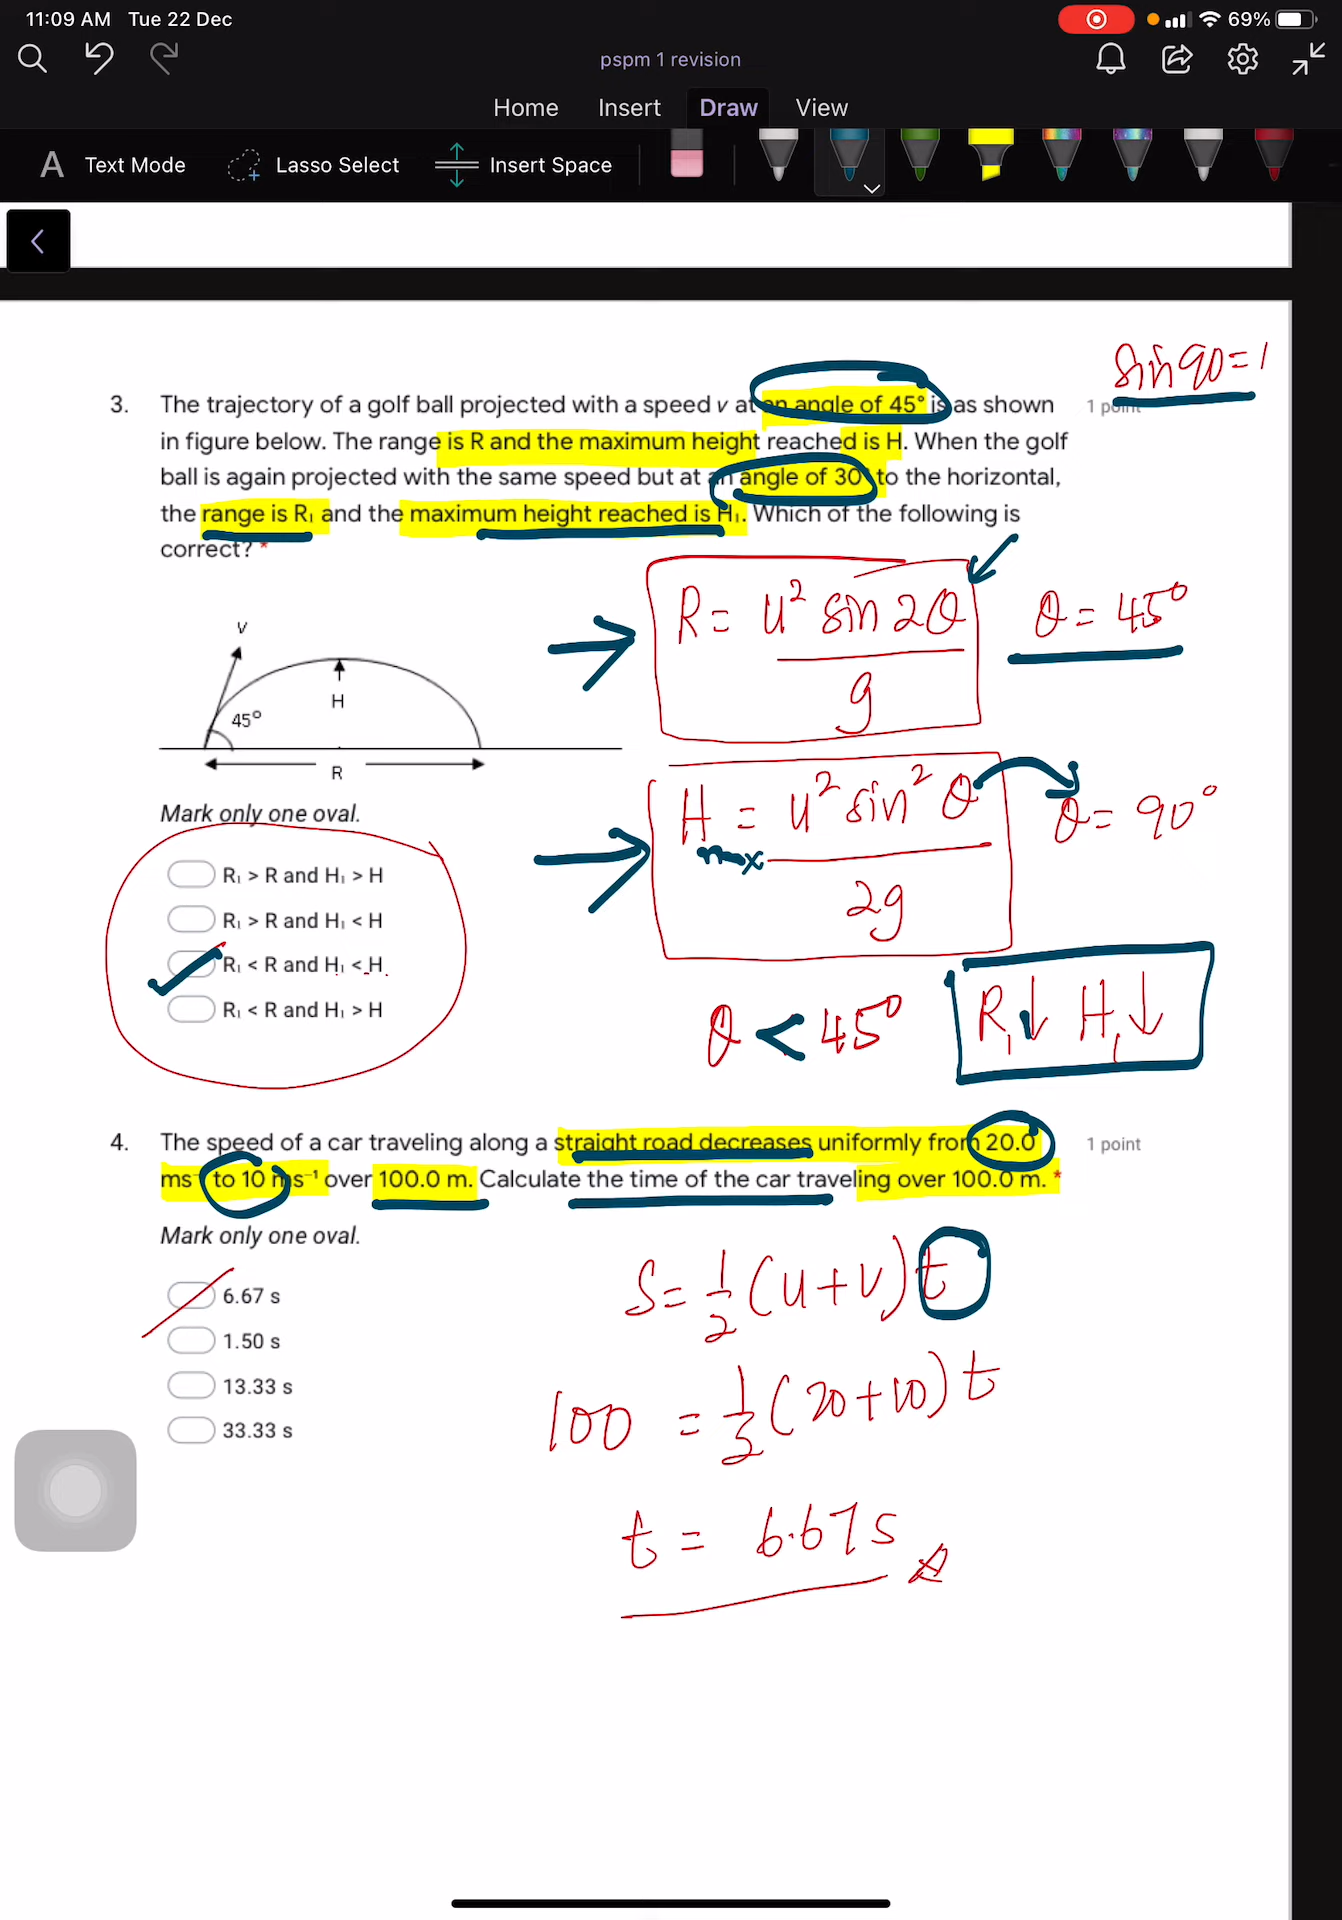 11:09 AM Tue 22 Dec
69%
pspm 1 revision
Home Insert Draw View
A Text Mode Lasso Select Insert Space
sin 90 = 1
3. The trajectory of a golf ball projected with a speed v at an angle of 45° is as shown 1 point
in figure below. The range is R and the maximum height reached is H. When the golf
ball is again projected with the same speed but at an angle of 30° to the horizontal,
the range is R₁ and the maximum height reached is H₁. Which of the following is
correct? *
R = u² sin 2θ
g
θ = 45°
v
H
45°
R
H = u² sin² θ
max
2g
θ = 90°
Mark only one oval.
R₁ > R and H₁ > H
R₁ > R and H₁ < H
R₁ < R and H₁ < H
R₁ < R and H₁ > H
θ < 45° R₁↓ H₁↓
4. The speed of a car traveling along a straight road decreases uniformly from 20.0 1 point
ms to 10 ms⁻¹ over 100.0 m. Calculate the time of the car traveling over 100.0 m. *
Mark only one oval.
6.67 s
1.50 s
13.33 s
33.33 s
S = 1/2 (u+v) t
100 = 1/2 (20+10) t
t = 6.67 s